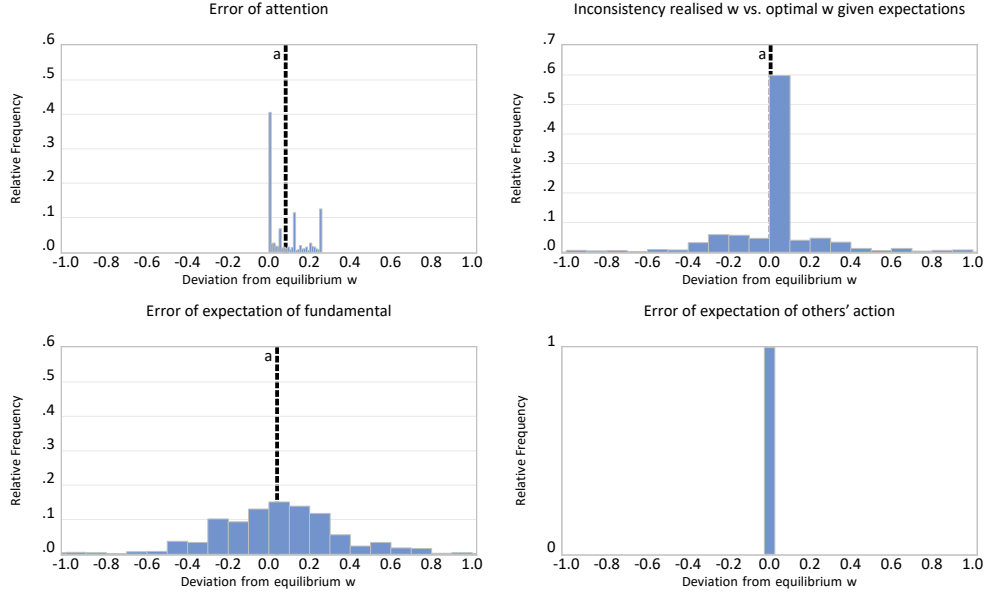 Error of attention
.6
.5
.4
.3
.2
.1
.0
Relative Frequency
a
-1.0 -0.8 -0.6 -0.4 -0.2 0.0 0.2 0.4 0.6 0.8 1.0
Deviation from equilibrium w
Inconsistency realised w vs. optimal w given expectations
.7
.6
.5
.4
.3
.2
.1
.0
Relative Frequency
a
-1.0 -0.8 -0.6 -0.4 -0.2 0.0 0.2 0.4 0.6 0.8 1.0
Deviation from equilibrium w
Error of expectation of fundamental
.6
.5
.4
.3
.2
.1
.0
Relative Frequency
a
-1.0 -0.8 -0.6 -0.4 -0.2 0.0 0.2 0.4 0.6 0.8 1.0
Deviation from equilibrium w
Error of expectation of others’ action
1
0
Relative Frequency
-1.0 -0.8 -0.6 -0.4 -0.2 0.0 0.2 0.4 0.6 0.8 1.0
Deviation from equilibrium w